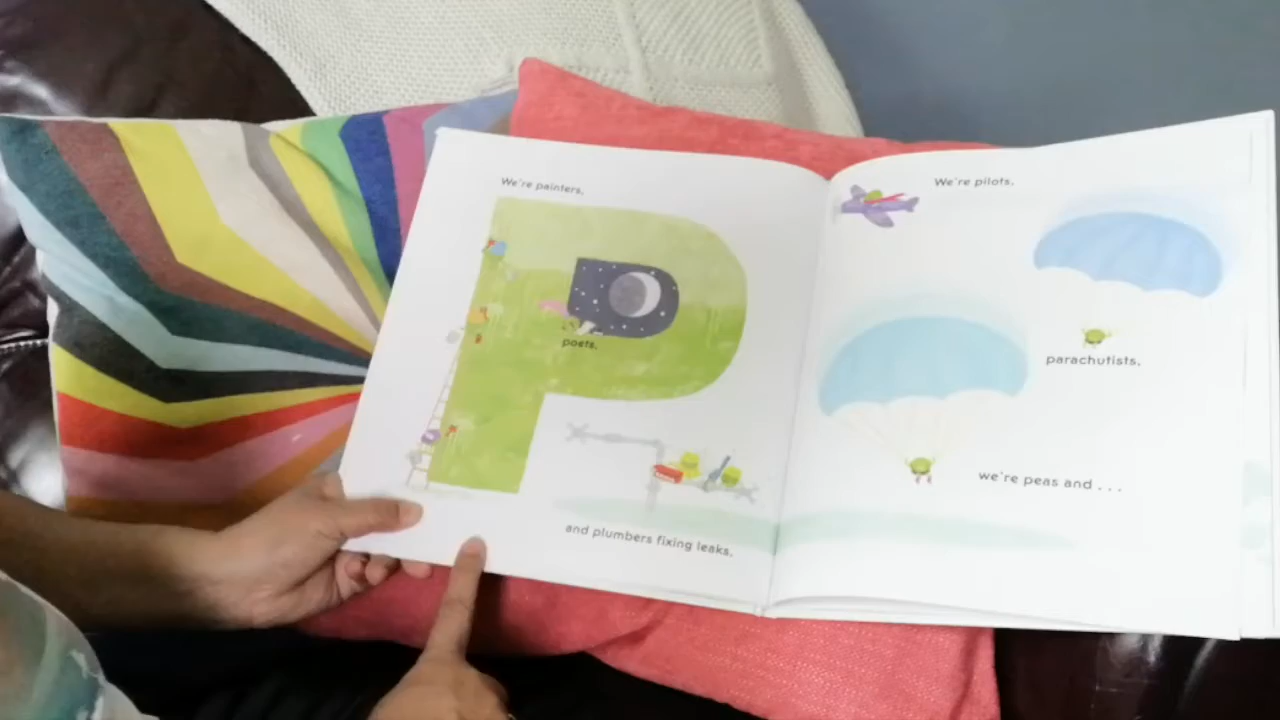 We're painters,
P
poets,
and plumbers fixing leaks.
We're pilots,
parachutists,
we're peas and . . .